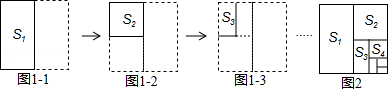 S₁
S₂
S₃
......
S₁
S₂
S₃
S₄
图1-1
图1-2
图1-3
图2